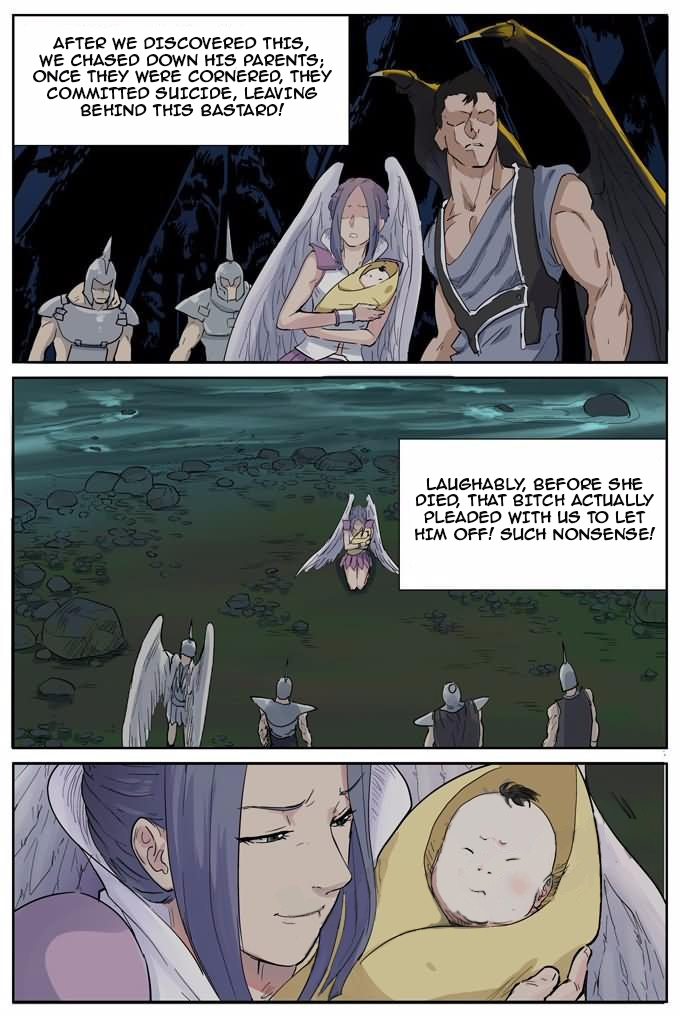 AFTER WE DISCOVERED THIS,
WE CHASED DOWN HIS PARENTS;
ONCE THEY WERE CORNERED, THEY
COMMITTED SUICIDE, LEAVING
BEHIND THIS BASTARD!
LAUGHABLY, BEFORE SHE
DIED, THAT BITCH ACTUALLY
PLEADED WITH US TO LET
HIM OFF! SUCH NONSENSE!